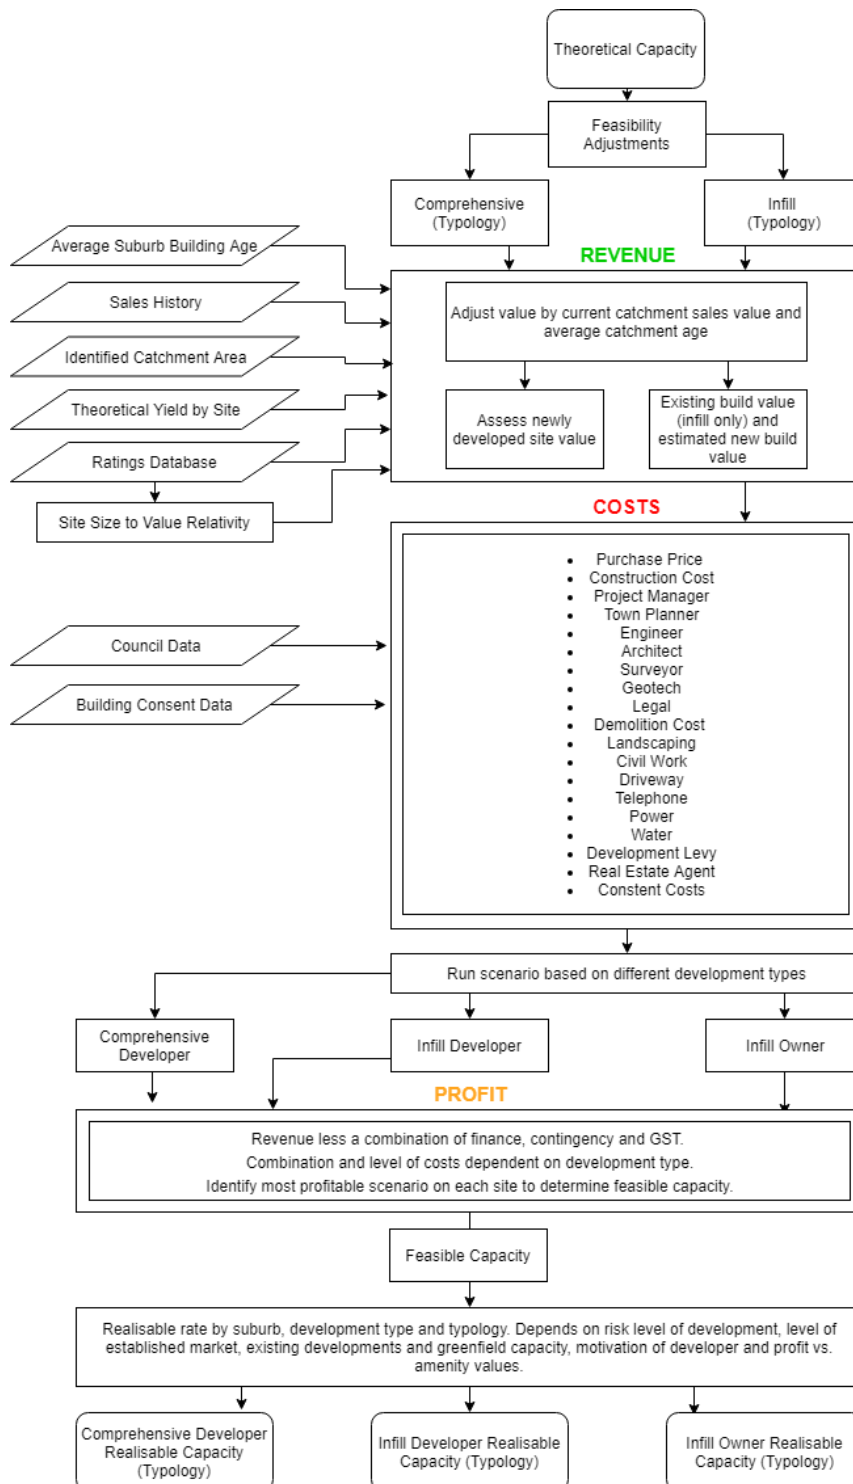 Theoretical Capacity
Feasibility
Adjustments
Comprehensive
(Typology)
Infill
(Typology)
REVENUE
Average Suburb Building Age
Sales History
Identified Catchment Area
Theoretical Yield by Site
Ratings Database
Site Size to Value Relativity
Adjust value by current catchment sales value and
average catchment age
Assess newly
developed site value
Existing build value
(infill only) and
estimated new build
value
COSTS
Council Data
Building Consent Data
• Purchase Price
• Construction Cost
• Project Manager
• Town Planner
• Engineer
• Architect
• Surveyor
• Geotech
• Legal
• Demolition Cost
• Landscaping
• Civil Work
• Driveway
• Telephone
• Power
• Water
• Development Levy
• Real Estate Agent
• Constent Costs
Run scenario based on different development types
Comprehensive
Developer
Infill Developer
Infill Owner
PROFIT
Revenue less a combination of finance, contingency and GST.
Combination and level of costs dependent on development type.
Identify most profitable scenario on each site to determine feasible capacity.
Feasible Capacity
Realisable rate by suburb, development type and typology. Depends on risk level of development, level of
established market, existing developments and greenfield capacity, motivation of developer and profit vs.
amenity values.
Comprehensive Developer
Realisable Capacity
(Typology)
Infill Developer Realisable
Capacity (Typology)
Infill Owner Realisable
Capacity (Typology)